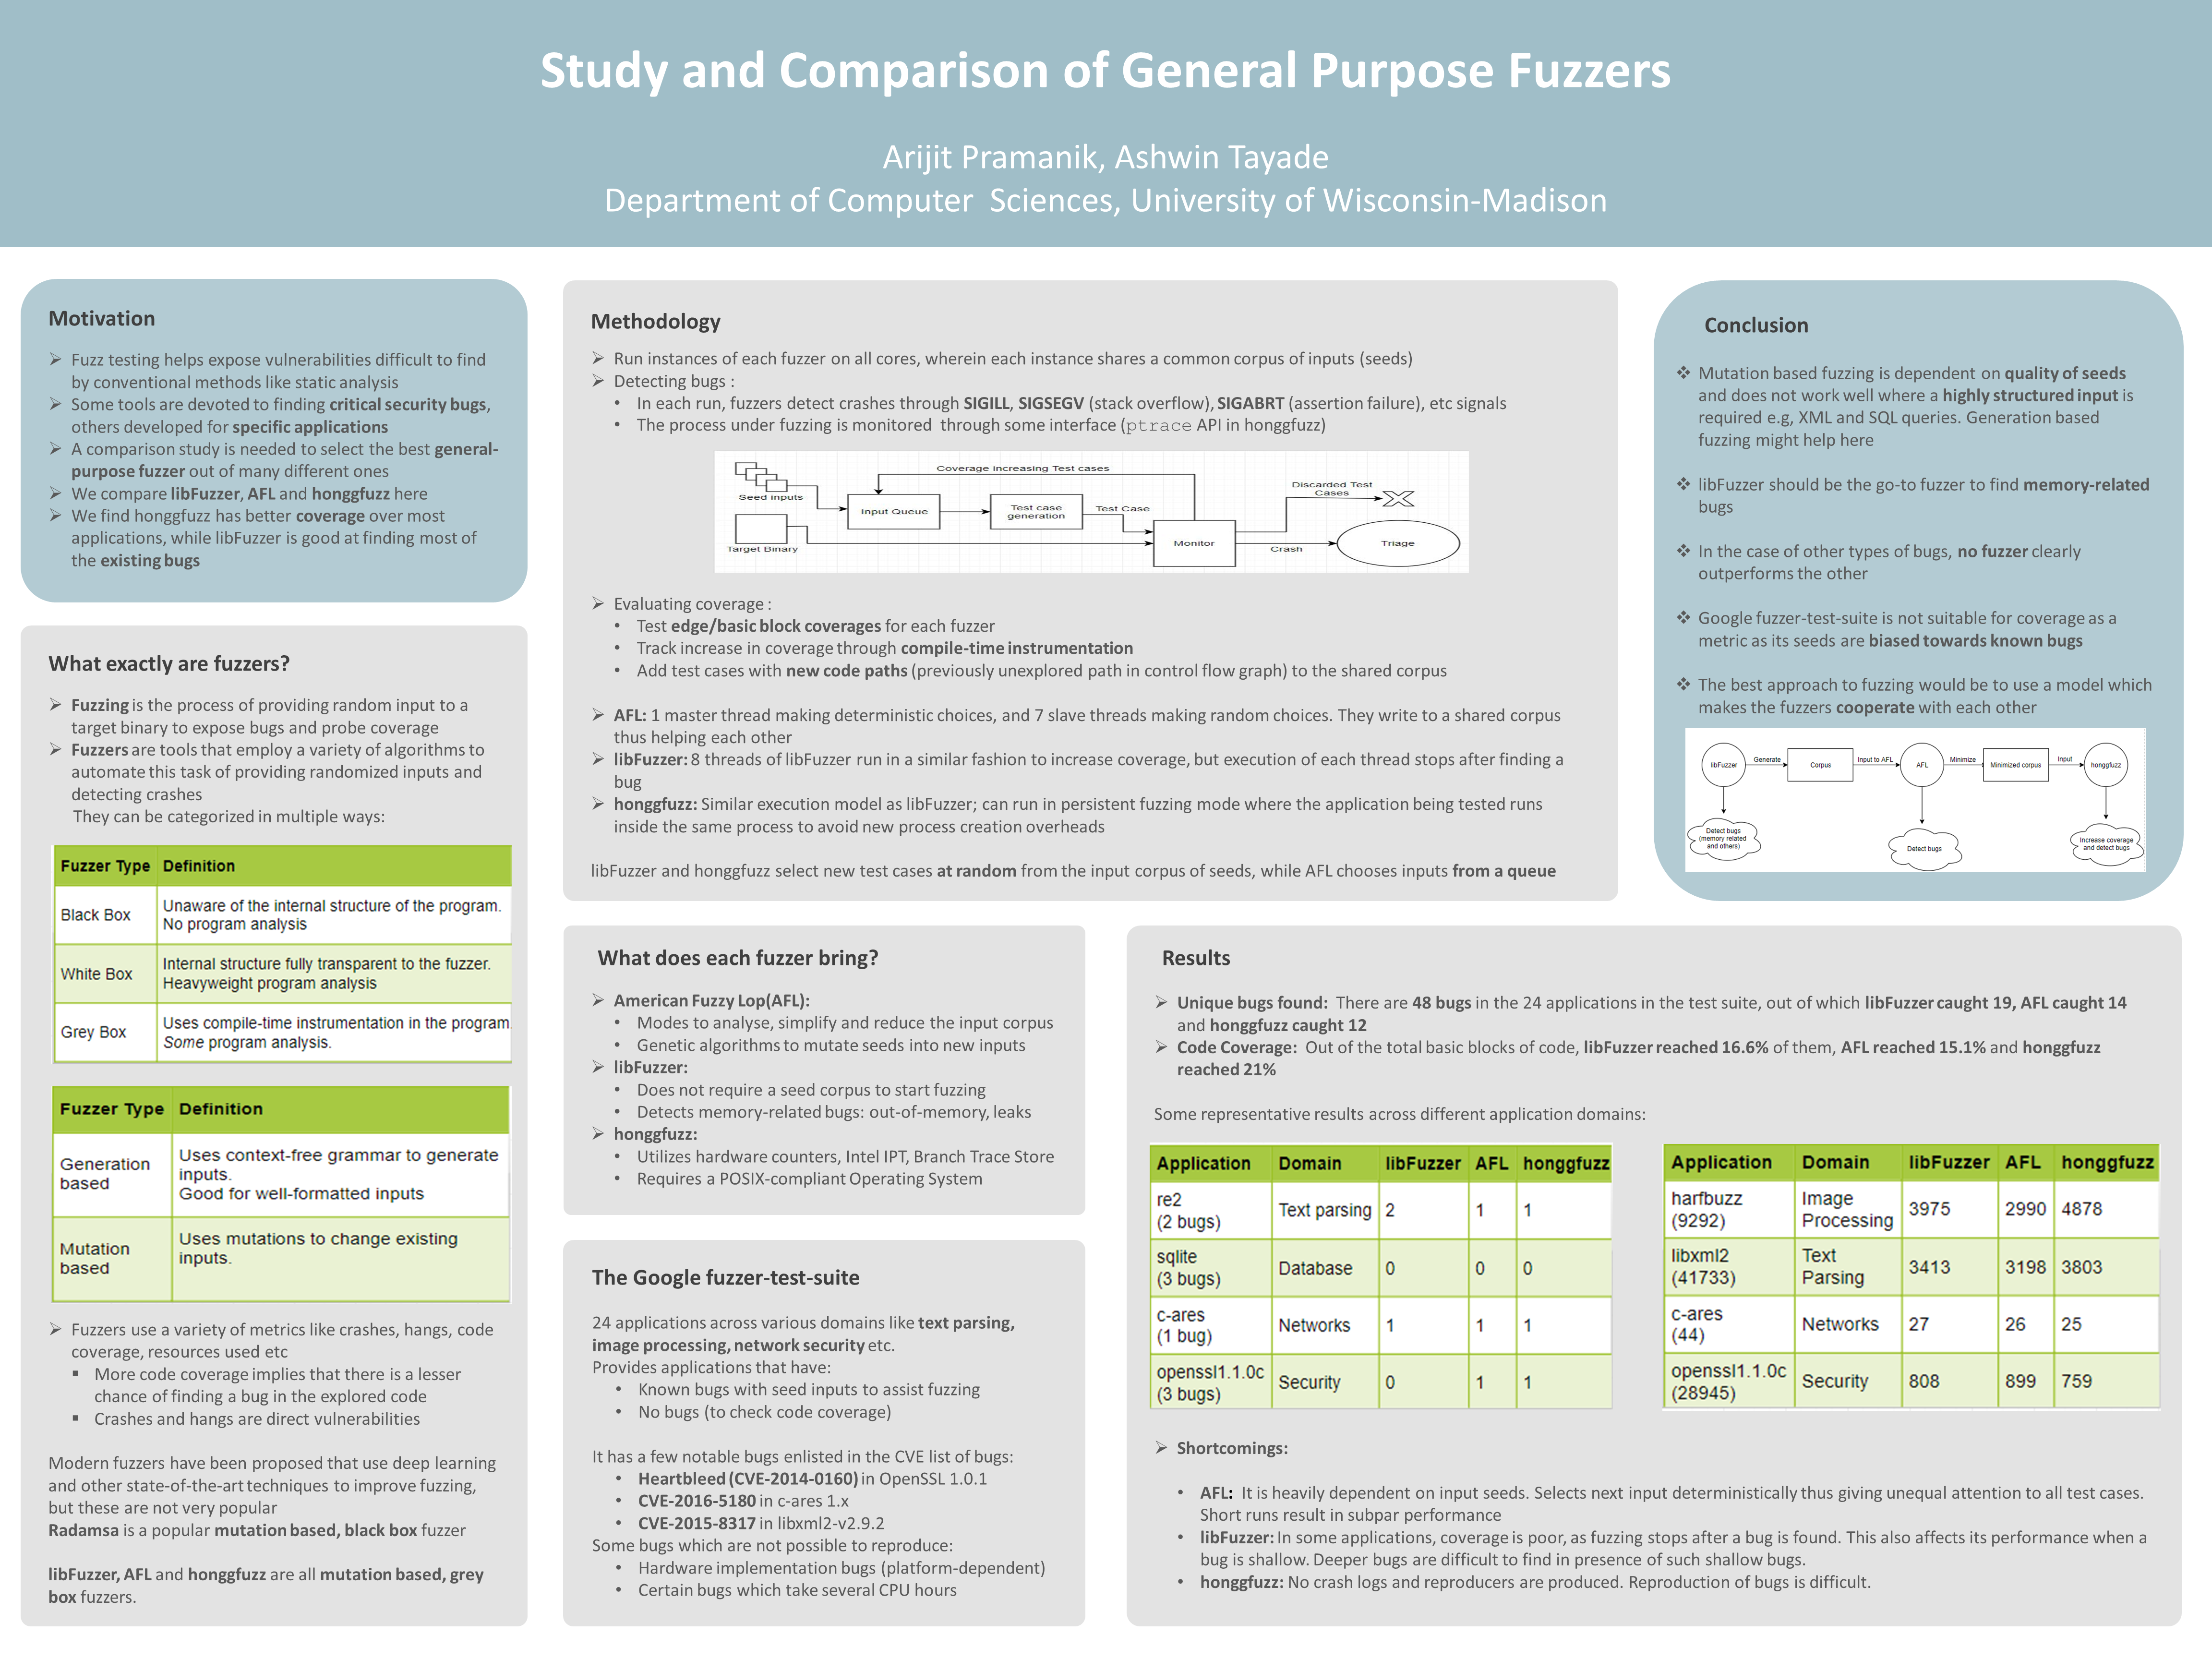 Study and Comparison of General Purpose Fuzzers
Arijit Pramanik, Ashwin Tayade
Department of Computer Sciences, University of Wisconsin-Madison
Motivation
➢ Fuzz testing helps expose vulnerabilities difficult to find
by conventional methods like static analysis
➢ Some tools are devoted to finding critical security bugs,
others developed for specific applications
➢ A comparison study is needed to select the best general-
purpose fuzzer out of many different ones
➢ We compare libFuzzer, AFL and honggfuzz here
➢ We find honggfuzz has better coverage over most
applications, while libFuzzer is good at finding most of
the existing bugs
What exactly are fuzzers?
➢ Fuzzing is the process of providing random input to a
target binary to expose bugs and probe coverage
➢ Fuzzers are tools that employ a variety of algorithms to
automate this task of providing randomized inputs and
detecting crashes
They can be categorized in multiple ways:
Fuzzer Type Definition
Black Box
Unaware of the internal structure of the program.
No program analysis
White Box
Internal structure fully transparent to the fuzzer.
Heavyweight program analysis
Grey Box
Uses compile-time instrumentation in the program.
Some program analysis.
Fuzzer Type Definition
Generation
based
Uses context-free grammar to generate
inputs.
Good for well-formatted inputs
Mutation
based
Uses mutations to change existing
inputs.
➢ Fuzzers use a variety of metrics like crashes, hangs, code
coverage, resources used etc
▪ More code coverage implies that there is a lesser
chance of finding a bug in the explored code
▪ Crashes and hangs are direct vulnerabilities
Modern fuzzers have been proposed that use deep learning
and other state-of-the-art techniques to improve fuzzing,
but these are not very popular
Radamsa is a popular mutation based, black box fuzzer
libFuzzer, AFL and honggfuzz are all mutation based, grey
box fuzzers.
Methodology
➢ Run instances of each fuzzer on all cores, wherein each instance shares a common corpus of inputs (seeds)
➢ Detecting bugs :
• In each run, fuzzers detect crashes through SIGILL, SIGSEGV (stack overflow), SIGABRT (assertion failure), etc signals
• The process under fuzzing is monitored through some interface (ptrace API in honggfuzz)
Coverage increasing Test cases
Seed inputs
Input Queue
Test case
generation
Test Case
Discarded Test
Cases
Target Binary
Monitor
Crash
Triage
➢ Evaluating coverage :
• Test edge/basic block coverages for each fuzzer
• Track increase in coverage through compile-time instrumentation
• Add test cases with new code paths (previously unexplored path in control flow graph) to the shared corpus
➢ AFL: 1 master thread making deterministic choices, and 7 slave threads making random choices. They write to a shared corpus
thus helping each other
➢ libFuzzer: 8 threads of libFuzzer run in a similar fashion to increase coverage, but execution of each thread stops after finding a
bug
➢ honggfuzz: Similar execution model as libFuzzer; can run in persistent fuzzing mode where the application being tested runs
inside the same process to avoid new process creation overheads
libFuzzer and honggfuzz select new test cases at random from the input corpus of seeds, while AFL chooses inputs from a queue
What does each fuzzer bring?
➢ American Fuzzy Lop(AFL):
• Modes to analyse, simplify and reduce the input corpus
• Genetic algorithms to mutate seeds into new inputs
➢ libFuzzer:
• Does not require a seed corpus to start fuzzing
• Detects memory-related bugs: out-of-memory, leaks
➢ honggfuzz:
• Utilizes hardware counters, Intel IPT, Branch Trace Store
• Requires a POSIX-compliant Operating System
The Google fuzzer-test-suite
24 applications across various domains like text parsing,
image processing, network security etc.
Provides applications that have:
• Known bugs with seed inputs to assist fuzzing
• No bugs (to check code coverage)
It has a few notable bugs enlisted in the CVE list of bugs:
• Heartbleed (CVE-2014-0160) in OpenSSL 1.0.1
• CVE-2016-5180 in c-ares 1.x
• CVE-2015-8317 in libxml2-v2.9.2
Some bugs which are not possible to reproduce:
• Hardware implementation bugs (platform-dependent)
• Certain bugs which take several CPU hours
Conclusion
❖ Mutation based fuzzing is dependent on quality of seeds
and does not work well where a highly structured input is
required e.g, XML and SQL queries. Generation based
fuzzing might help here
❖ libFuzzer should be the go-to fuzzer to find memory-related
bugs
❖ In the case of other types of bugs, no fuzzer clearly
outperforms the other
❖ Google fuzzer-test-suite is not suitable for coverage as a
metric as its seeds are biased towards known bugs
❖ The best approach to fuzzing would be to use a model which
makes the fuzzers cooperate with each other
libFuzzer
Generate
Corpus
Input to AFL
AFL
Minimize
Minimized corpus
Input
honggfuzz
Detect bugs
(memory related
and others)
Detect bugs
Increase coverage
and detect bugs
Results
➢ Unique bugs found: There are 48 bugs in the 24 applications in the test suite, out of which libFuzzer caught 19, AFL caught 14
and honggfuzz caught 12
➢ Code Coverage: Out of the total basic blocks of code, libFuzzer reached 16.6% of them, AFL reached 15.1% and honggfuzz
reached 21%
Some representative results across different application domains:
Application Domain libFuzzer AFL honggfuzz
re2
(2 bugs)
Text parsing 2 1 1
sqlite
(3 bugs)
Database 0 0 0
c-ares
(1 bug)
Networks 1 1 1
openssl1.1.0c
(3 bugs)
Security 0 1 1
Application Domain libFuzzer AFL honggfuzz
harfbuzz
(9292)
Image
Processing
3975 2990 4878
libxml2
(41733)
Text
Parsing
3413 3198 3803
c-ares
(44)
Networks 27 26 25
openssl1.1.0c
(28945)
Security 808 899 759
➢ Shortcomings:
• AFL: It is heavily dependent on input seeds. Selects next input deterministically thus giving unequal attention to all test cases.
Short runs result in subpar performance
• libFuzzer: In some applications, coverage is poor, as fuzzing stops after a bug is found. This also affects its performance when a
bug is shallow. Deeper bugs are difficult to find in presence of such shallow bugs.
• honggfuzz: No crash logs and reproducers are produced. Reproduction of bugs is difficult.